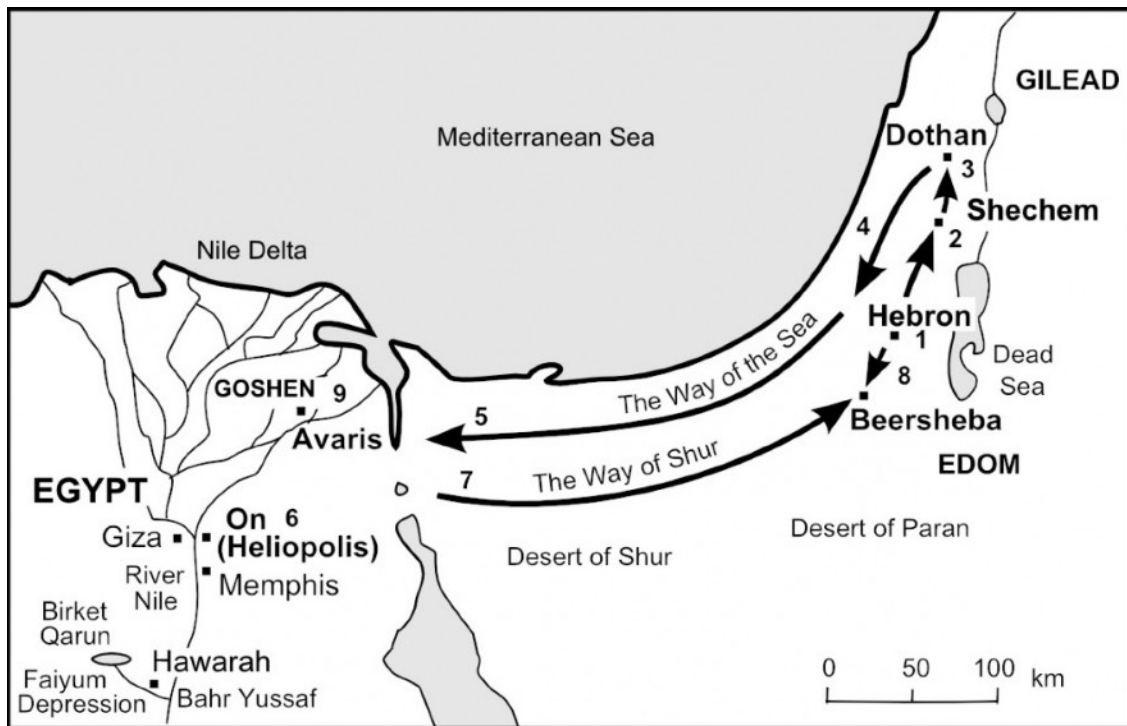 GILEAD
Mediterranean Sea
Dothan
3
Shechem
4
2
Nile Delta
Hebron
1
The Way of the Sea
Dead
Sea
8
GOSHEN 9
5
Beersheba
Avaris
EDOM
The Way of Shur
7
EGYPT
On 6
(Heliopolis)
Giza
Desert of Paran
Desert of Shur
River
Nile
Memphis
Birket
Qarun
Hawarah
0 50 100
km
Faiyum
Depression
Bahr Yussaf